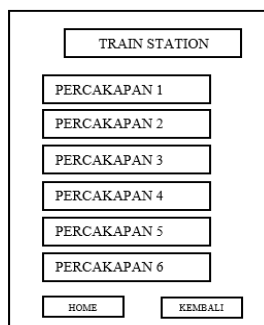 TRAIN STATION
PERCAKAPAN 1
PERCAKAPAN 2
PERCAKAPAN 3
PERCAKAPAN 4
PERCAKAPAN 5
PERCAKAPAN 6
HOME KEMBALI